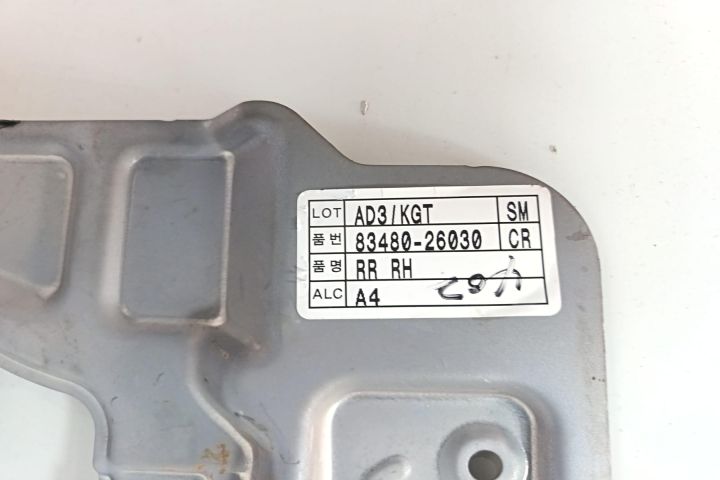 LOT AD3/KGT SM
품번 83480-26030 CR
품명 RR RH
ALC A4